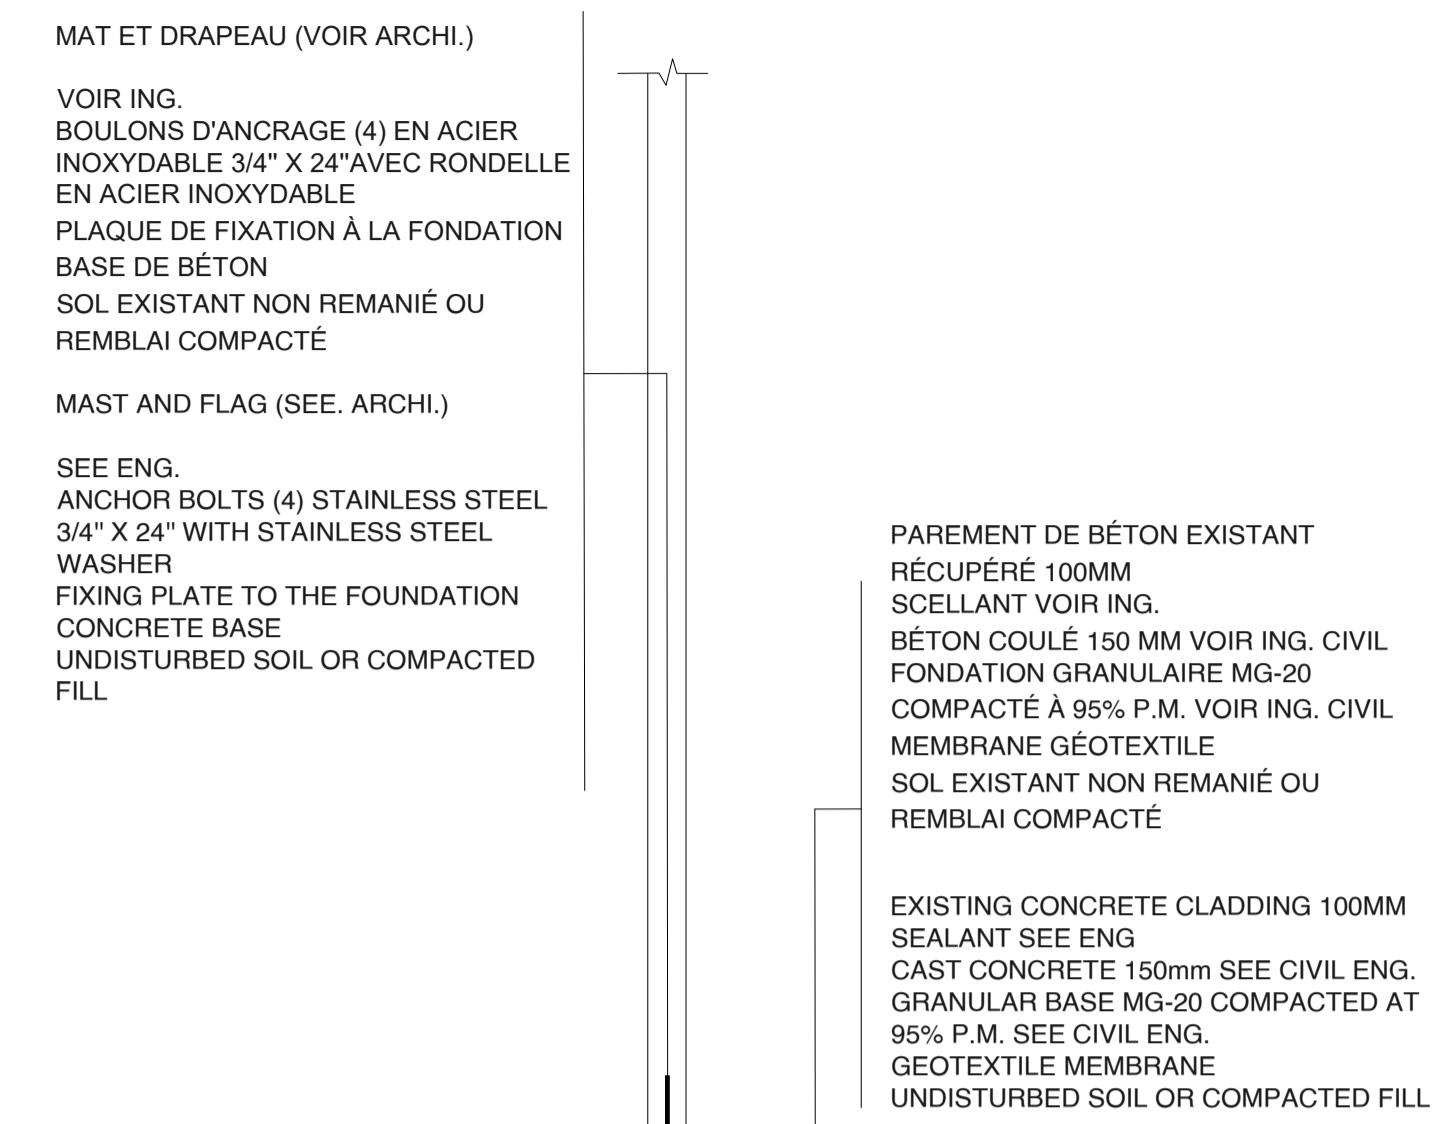 MAT ET DRAPEAU (VOIR ARCHI.)
VOIR ING.
BOULONS D'ANCRAGE (4) EN ACIER
INOXYDABLE 3/4" X 24"AVEC RONDELLE
EN ACIER INOXYDABLE
PLAQUE DE FIXATION À LA FONDATION
BASE DE BÉTON
SOL EXISTANT NON REMANIÉ OU
REMBLAI COMPACTÉ
MAST AND FLAG (SEE. ARCHI.)
SEE ENG.
ANCHOR BOLTS (4) STAINLESS STEEL
3/4" X 24" WITH STAINLESS STEEL
WASHER
FIXING PLATE TO THE FOUNDATION
CONCRETE BASE
UNDISTURBED SOIL OR COMPACTED
FILL
PAREMENT DE BÉTON EXISTANT
RÉCUPÉRÉ 100MM
SCELLANT VOIR ING.
BÉTON COULÉ 150 MM VOIR ING. CIVIL
FONDATION GRANULAIRE MG-20
COMPACTÉ À 95% P.M. VOIR ING. CIVIL
MEMBRANE GÉOTEXTILE
SOL EXISTANT NON REMANIÉ OU
REMBLAI COMPACTÉ
EXISTING CONCRETE CLADDING 100MM
SEALANT SEE ENG
CAST CONCRETE 150mm SEE CIVIL ENG.
GRANULAR BASE MG-20 COMPACTED AT
95% P.M. SEE CIVIL ENG.
GEOTEXTILE MEMBRANE
UNDISTURBED SOIL OR COMPACTED FILL